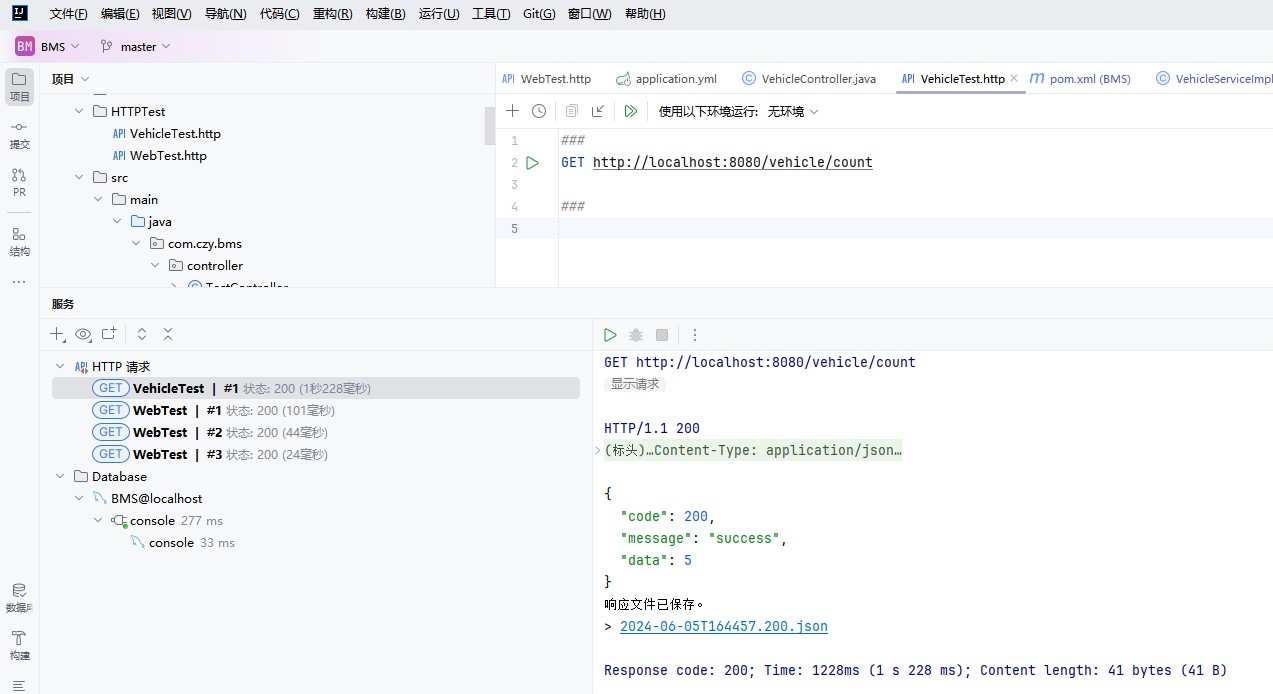 文件(F) 编辑(E) 视图(V) 导航(N) 代码(C) 重构(R) 构建(B) 运行(U) 工具(T) Git(G) 窗口(W) 帮助(H)
BM BMS master
项目
项目
提交
PR
结构
HTTPTest
API VehicleTest.http
API WebTest.http
src
main
java
com.czy.bms
controller
TestController
API WebTest.http application.yml VehicleController.java API VehicleTest.http pom.xml (BMS) VehicleServiceImpl
使用以下环境运行: 无环境
1 ###
2 GET http://localhost:8080/vehicle/count
3
4 ###
5
服务
API HTTP 请求
GET VehicleTest | #1 状态: 200 (1秒228毫秒)
GET WebTest | #1 状态: 200 (101毫秒)
GET WebTest | #2 状态: 200 (44毫秒)
GET WebTest | #3 状态: 200 (24毫秒)
Database
BMS@localhost
console 277 ms
console 33 ms
GET http://localhost:8080/vehicle/count
显示请求
HTTP/1.1 200
(标头)…Content-Type: application/json…
{
"code": 200,
"message": "success",
"data": 5
}
响应文件已保存。
> 2024-06-05T164457.200.json
Response code: 200; Time: 1228ms (1 s 228 ms); Content length: 41 bytes (41 B)
数据库
构建